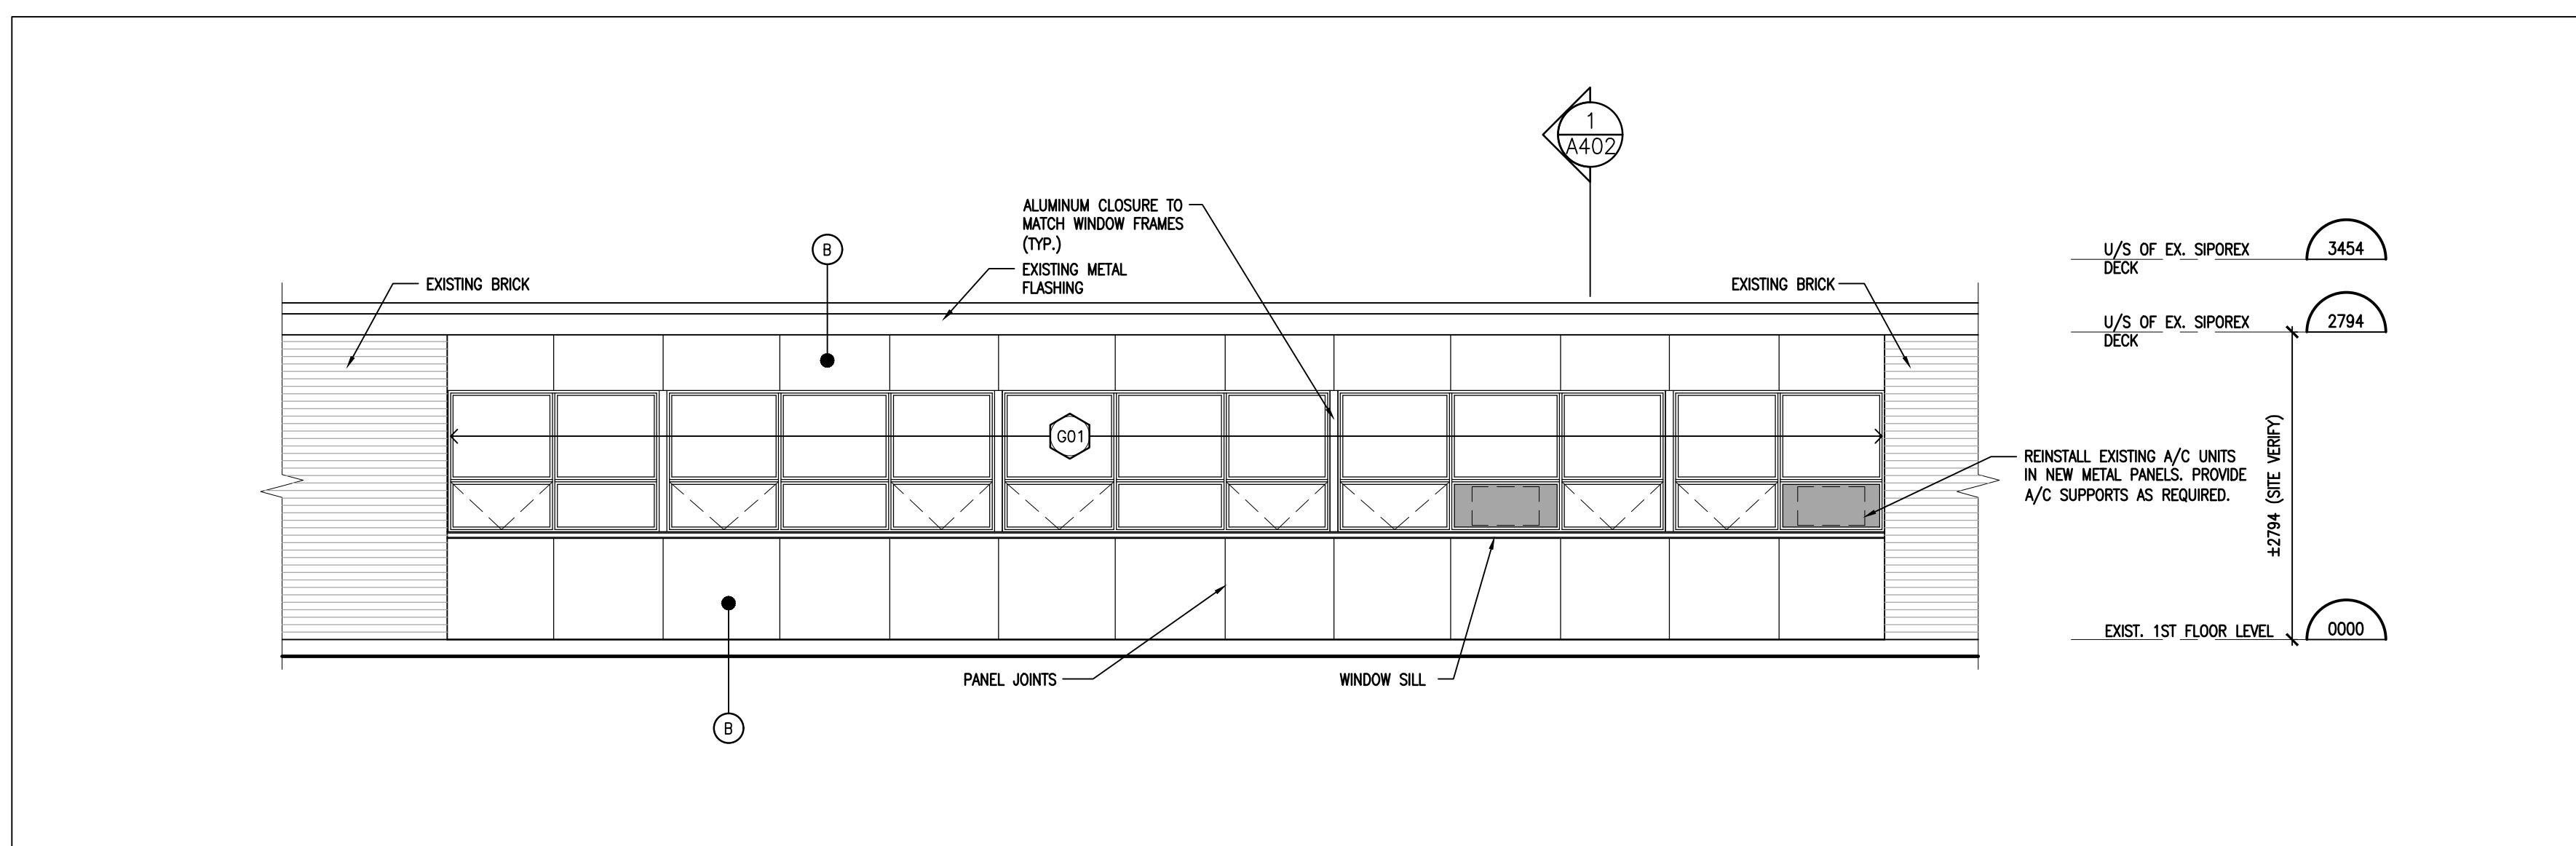 1
A402
ALUMINUM CLOSURE TO
MATCH WINDOW FRAMES
(TYP.)
B
EXISTING METAL
FLASHING
EXISTING BRICK
EXISTING BRICK
U/S OF EX. SIPOREX
DECK
3454
U/S OF EX. SIPOREX
DECK
2794
G01
REINSTALL EXISTING A/C UNITS
IN NEW METAL PANELS. PROVIDE
A/C SUPPORTS AS REQUIRED.
±2794 (SITE VERIFY)
EXIST. 1ST FLOOR LEVEL
0000
PANEL JOINTS
WINDOW SILL
B